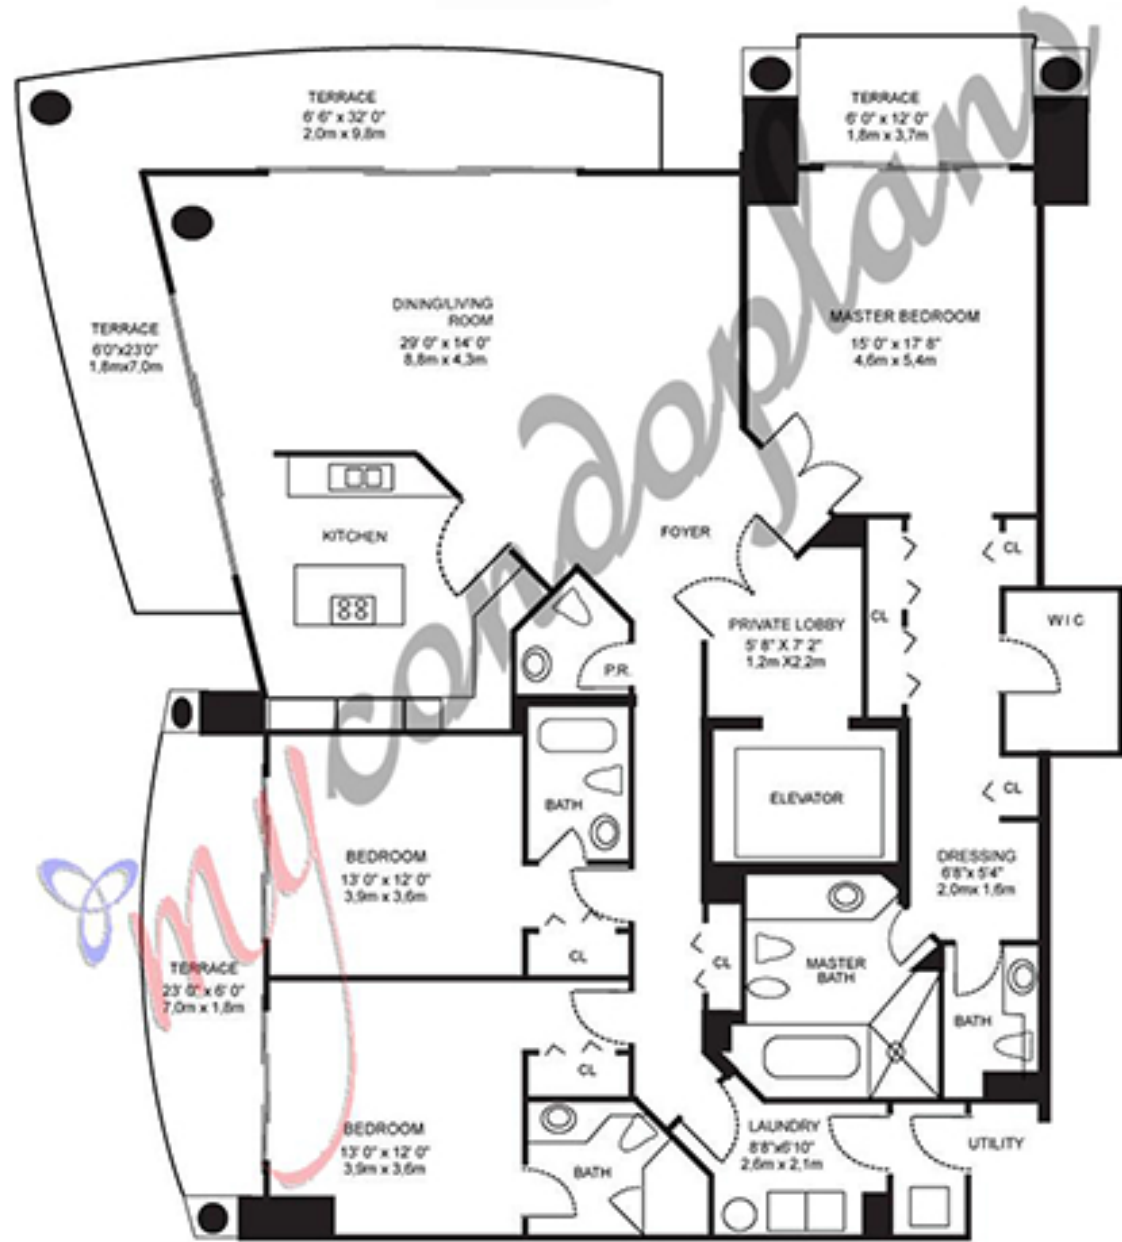 TERRACE
6' 6" x 32' 0"
2,0m x 9,8m
TERRACE
6' 0" x 12' 0"
1,8m x 3,7m
TERRACE
6'0"x23'0"
1,8mx7,0m
DINING/LIVING
ROOM
29' 0" x 14' 0"
8,8m x 4,3m
MASTER BEDROOM
15' 0" x 17' 8"
4,6m x 5,4m
KITCHEN
FOYER
CL
CL
WIC
PRIVATE LOBBY
5' 8" X 7' 2"
1,2m X2,2m
P.R.
ELEVATOR
CL
BATH
BEDROOM
13' 0" x 12' 0"
3,9m x 3,6m
DRESSING
6'8"x 5'4"
2,0mx 1,6m
CL
CL
MASTER
BATH
TERRACE
23' 0" x 6' 0"
7,0m x 1,8m
BATH
CL
BEDROOM
13' 0" x 12' 0"
3,9m x 3,6m
BATH
LAUNDRY
8'8"x6'10"
2,6m x 2,1m
UTILITY
mycondoplans